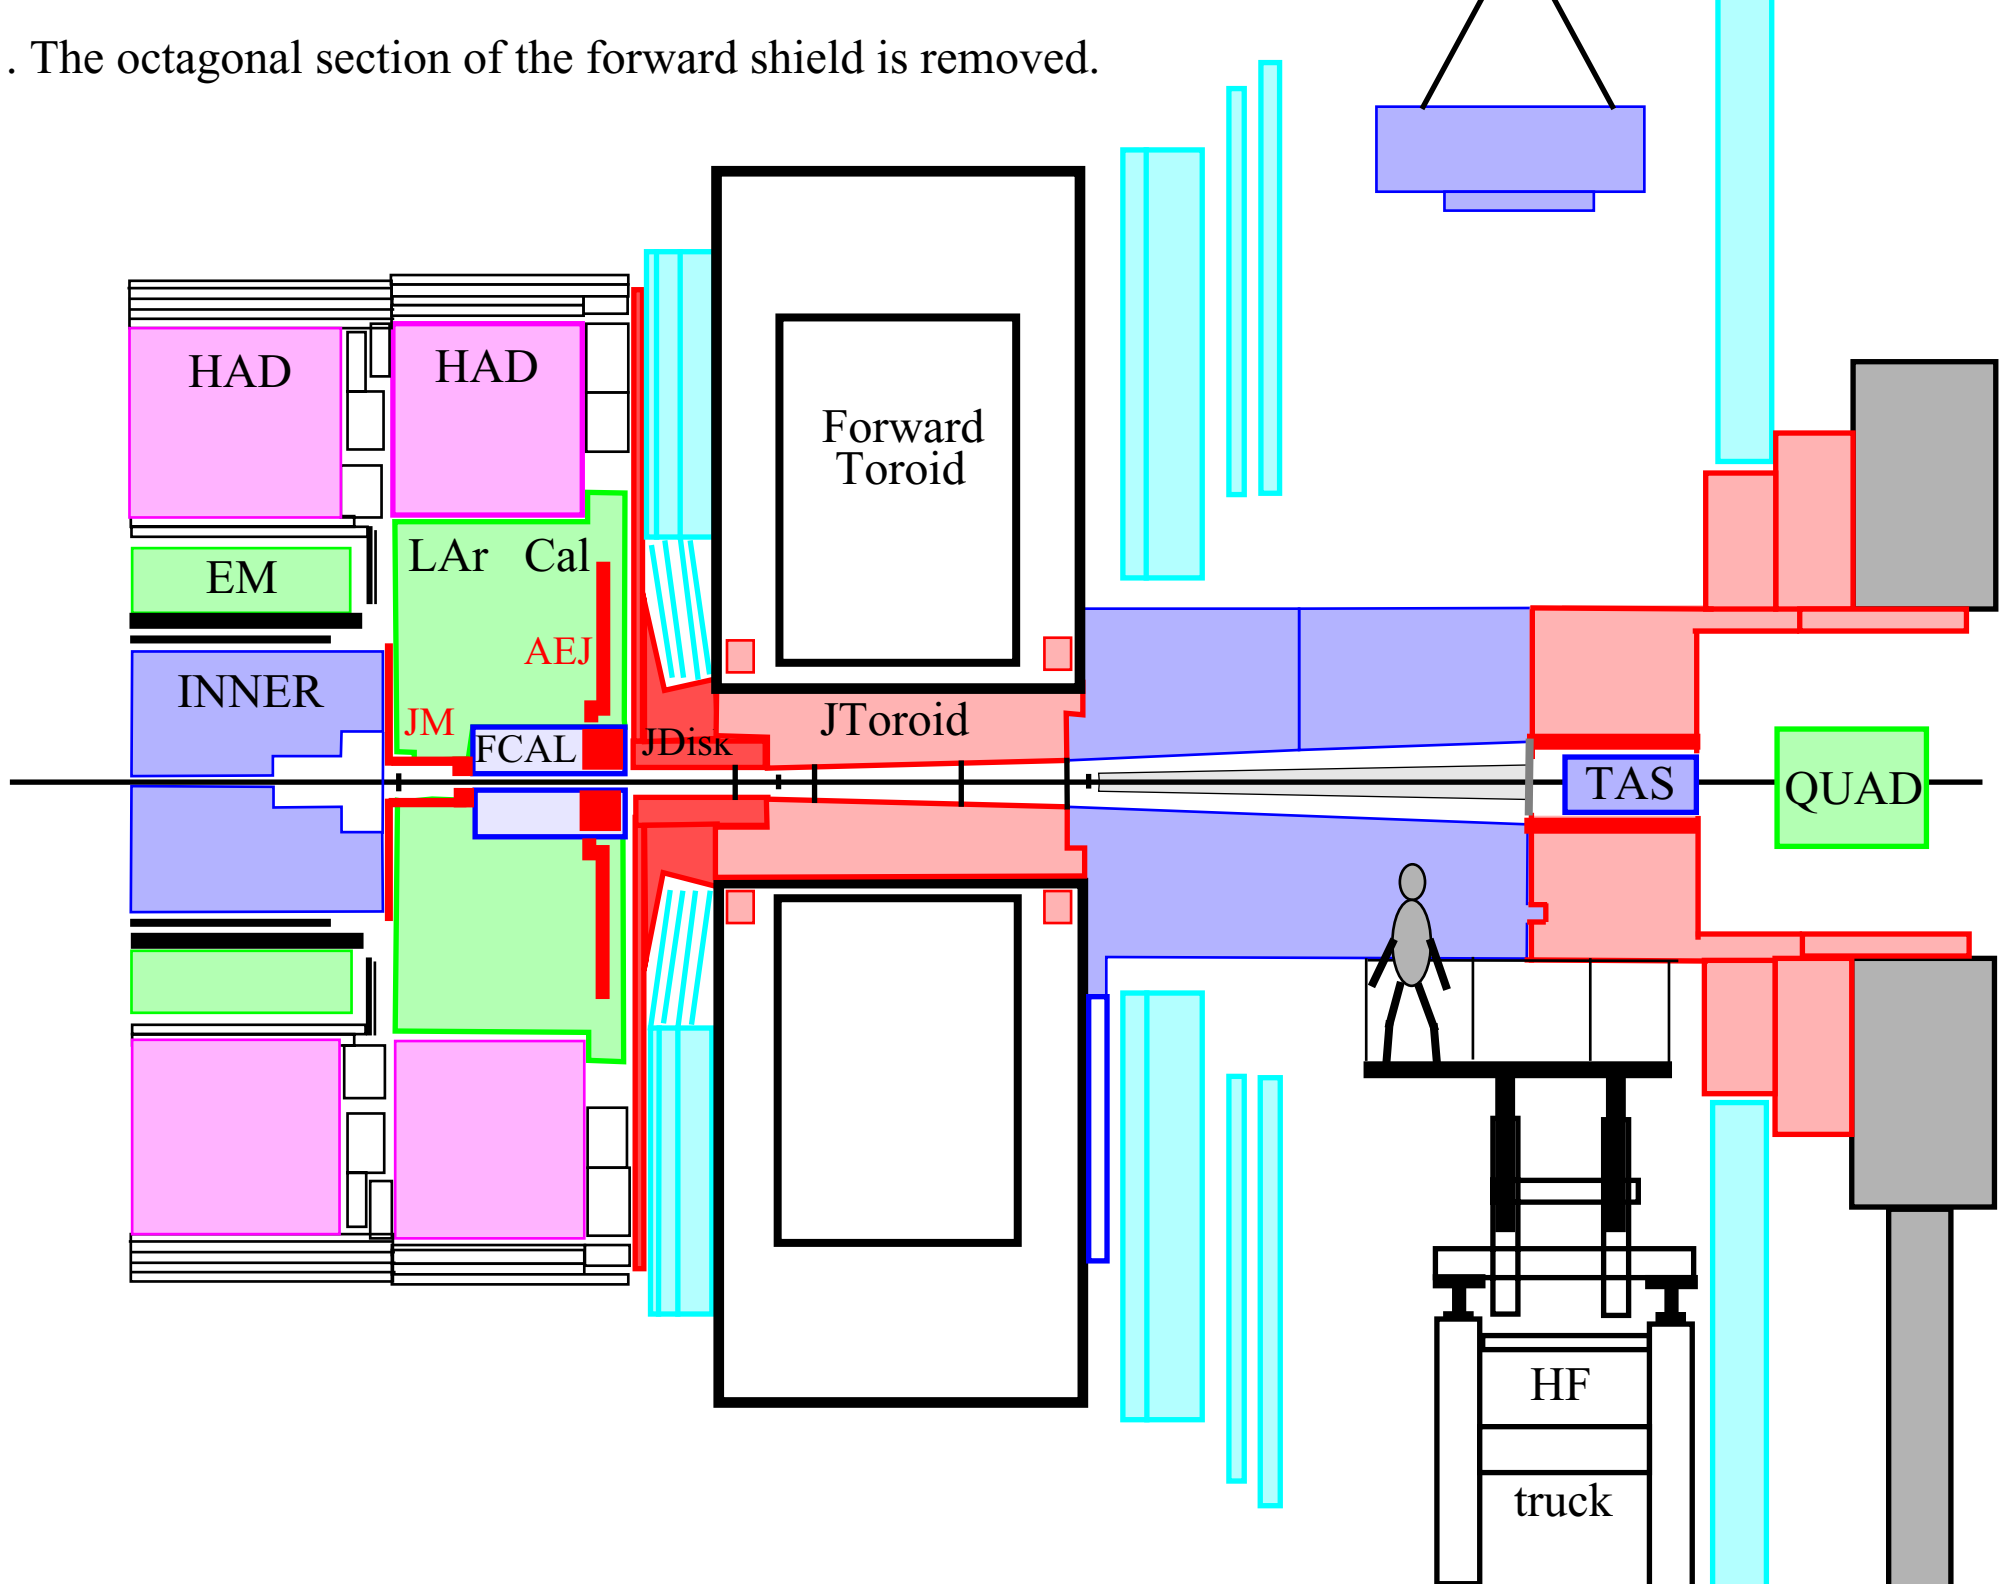 . The octagonal section of the forward shield is removed.
HAD
HAD
Forward
Toroid
LAr Cal
EM
AEJ
INNER
JM
JToroid
FCAL
JDisk
TAS
QUAD
HF
truck